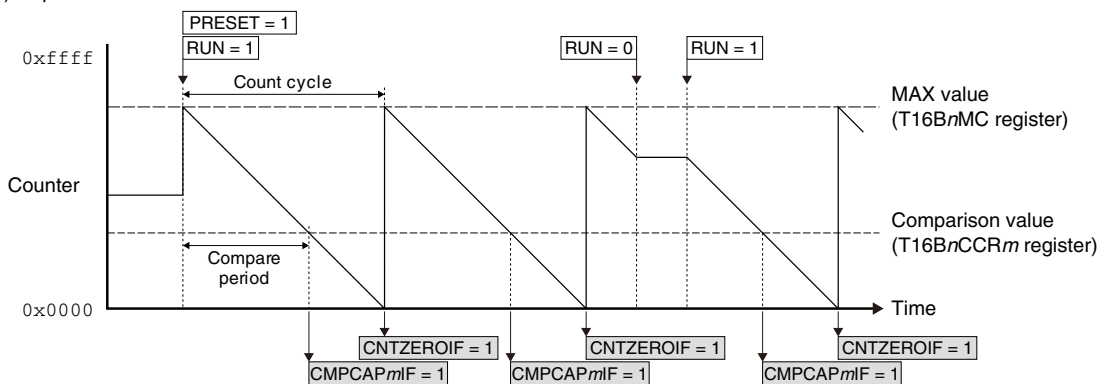 PRESET = 1
RUN = 1
RUN = 0
RUN = 1
0xffff
Count cycle
MAX value
(T16BnMC register)
Counter
Comparison value
(T16BnCCRm register)
Compare
period
0x0000
Time
CNTZEROIF = 1
CNTZEROIF = 1
CNTZEROIF = 1
CMPCAPmIF = 1
CMPCAPmIF = 1
CMPCAPmIF = 1